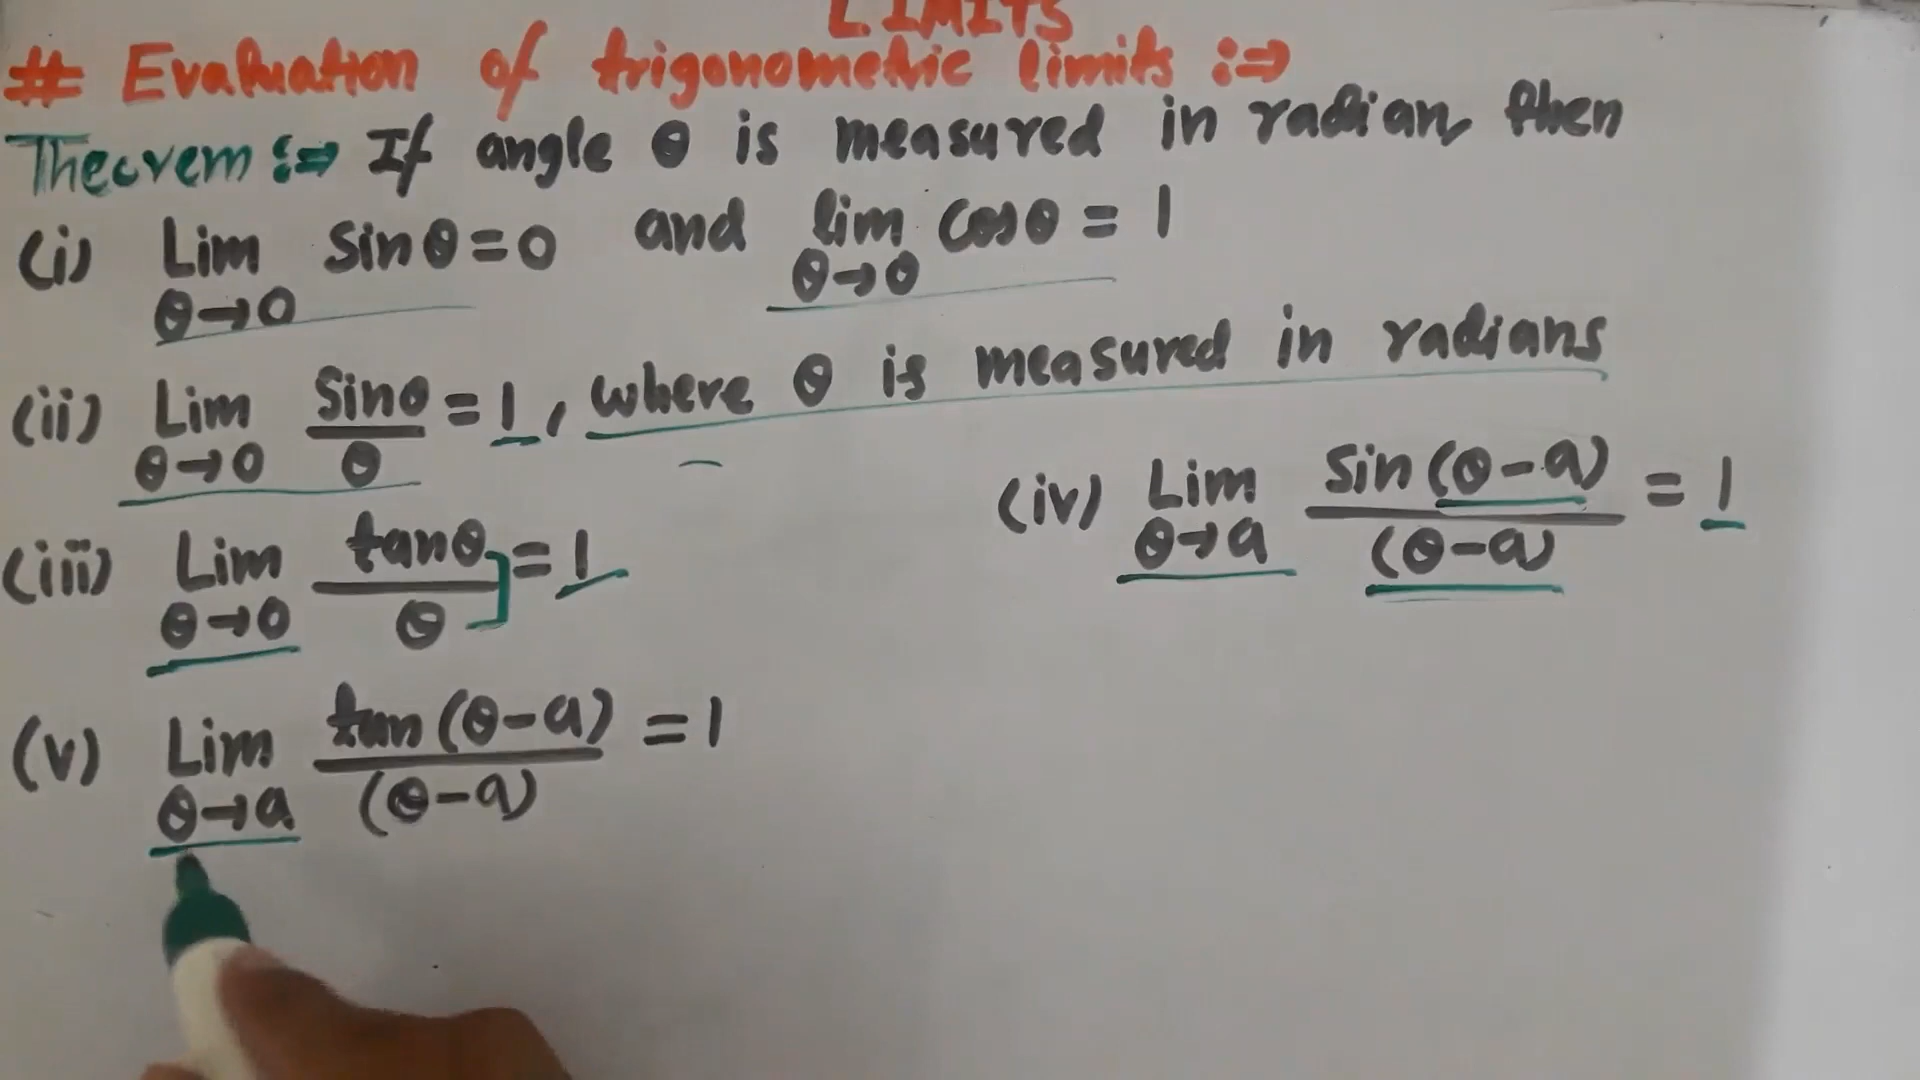 LIMITS
# Evaluation of trigonometric limits :⇒
Theorem :⇒ If angle θ is measured in radian, then
(i) Lim θ→0 Sinθ=0 and lim θ→0 cosθ = 1
(ii) Lim θ→0 Sinθ/θ = 1, where θ is measured in radians
(iii) Lim θ→0 tanθ/θ = 1
(iv) Lim θ→a Sin(θ-a)/(θ-a) = 1
(v) Lim θ→a tan(θ-a)/(θ-a) = 1